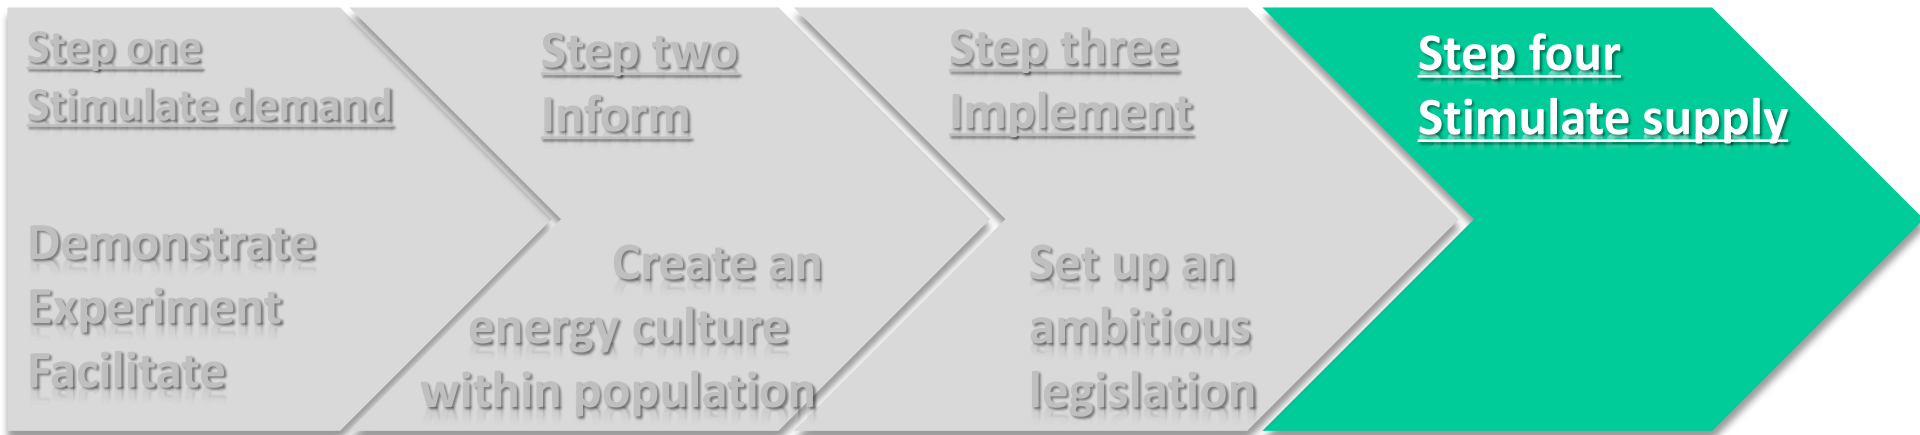 Step one
Stimulate demand
Demonstrate
Experiment
Facilitate
Step two
Inform
Create an
energy culture
within population
Step three
Implement
Set up an
ambitious
legislation
Step four
Stimulate supply